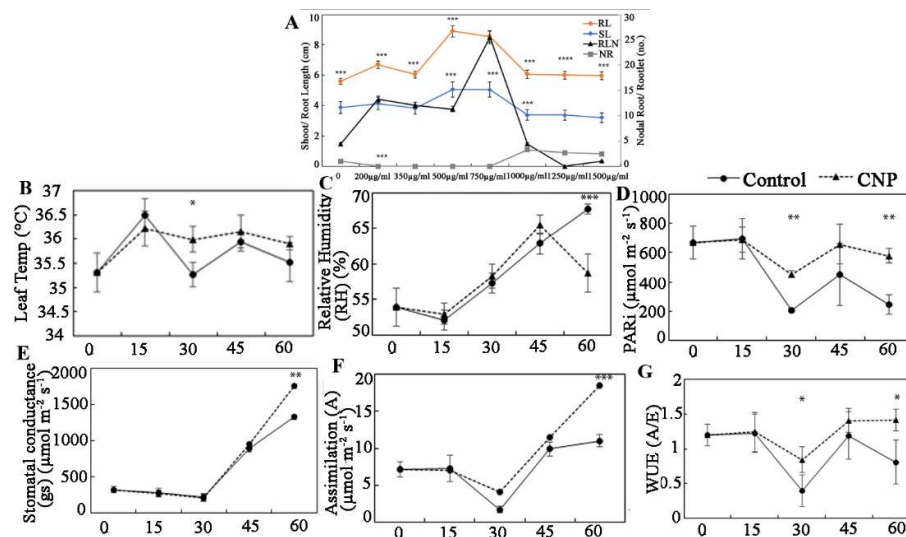 A
Shoot/ Root Length (cm)
10
8
6
4
2
0
***
***
***
***
***
***
***
***
****
***
***
RL
SL
RLN
NR
30
25
20
15
10
5
0
Nodal Root/ Rootlet (no.)
0 200µg/ml 350µg/ml 500µg/ml 750µg/ml 1000µg/ml 1250µg/ml 1500µg/ml
Control CNP
B
Leaf Temp (°C)
37
36.5
36
35.5
35
34.5
34
*
0 15 30 45 60
C
Relative Humidity
(RH) (%)
70
65
60
55
50
***
0 15 30 45 60
D
PARi (µmol m⁻² s⁻¹)
1000
800
600
400
200
0
**
**
0 15 30 45 60
E
Stomatal conductance
(gs) (µmol m⁻² s⁻¹)
2000
1500
1000
500
0
**
0 15 30 45 60
F
Assimilation (A)
(µmol m⁻² s⁻¹)
20
15
10
5
0
***
0 15 30 45 60
G
WUE (A/E)
2
1.5
1
0.5
0
*
*
0 15 30 45 60